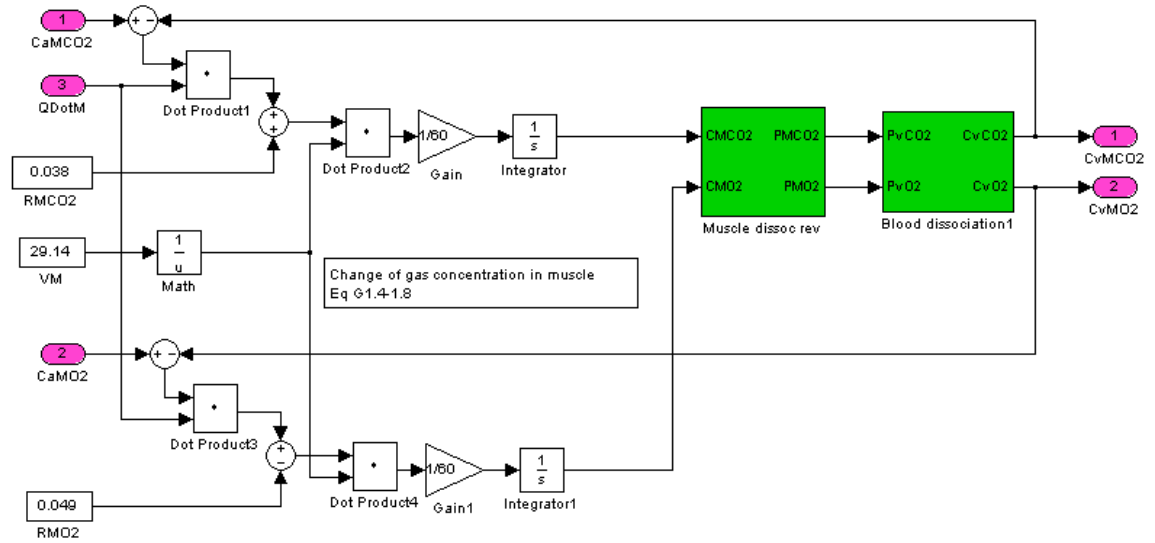 1
CaMCO2
+ -
3
QDotM
Dot Product1
+
+
0.038
RMCO2
Dot Product2
1/60
Gain
1
s
Integrator
CMCO2 PMCO2
CMO2 PMO2
Muscle dissoc rev
PvCO2 CvCO2
PvO2 CvO2
Blood dissociation1
1
CvMCO2
2
CvMO2
29.14
VM
1
u
Math
Change of gas concentration in muscle
Eq G1.4-1.8
2
CaMO2
+ -
Dot Product3
+
-
0.049
RMO2
Dot Product4
1/60
Gain1
1
s
Integrator1